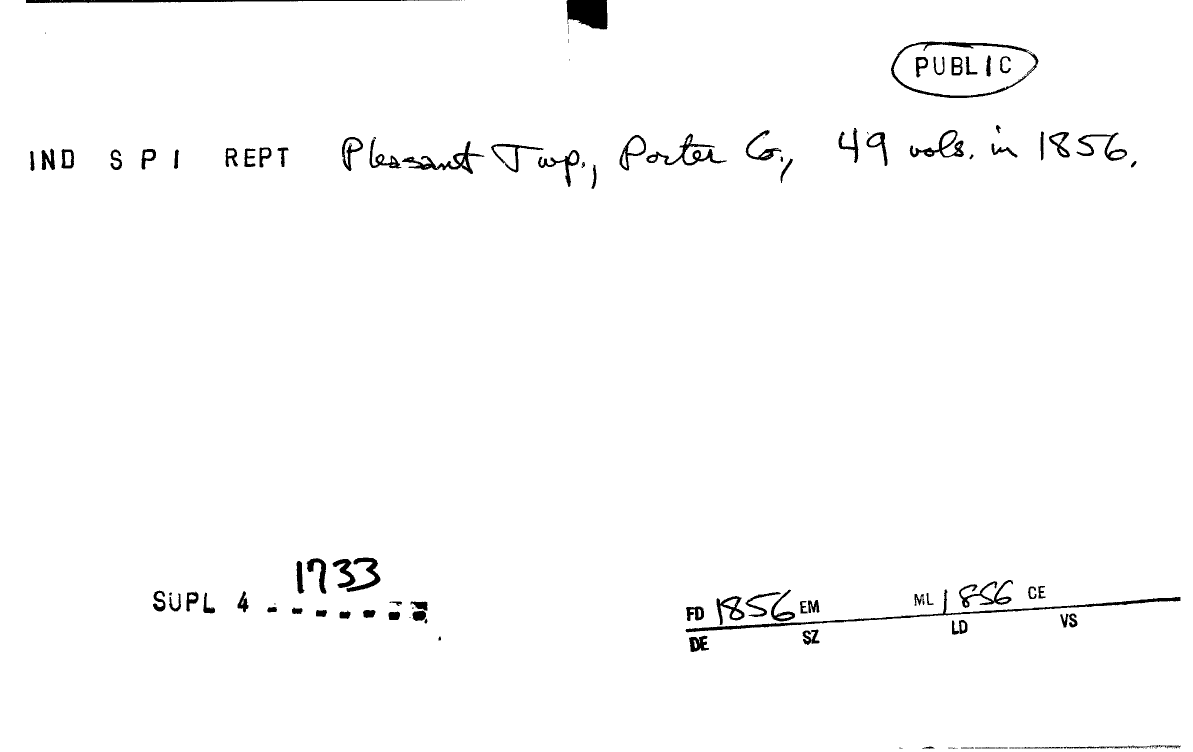 PUBLIC
IND S P I REPT Pleasant Twp., Porter Co., 49 vols. in 1856.
1733
SUPL 4
FD 1856 EM ML 1856 CE
DE SZ LD VS